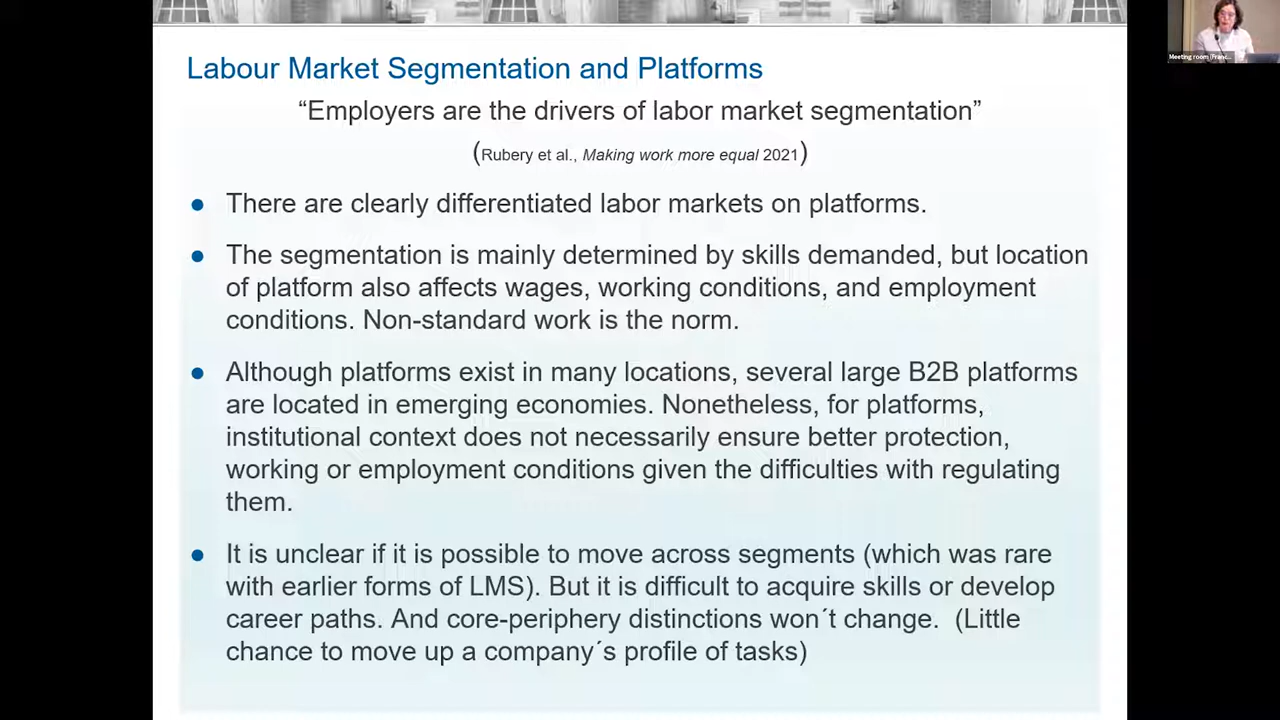 Labour Market Segmentation and Platforms
“Employers are the drivers of labor market segmentation”
(Rubery et al., Making work more equal 2021)
● There are clearly differentiated labor markets on platforms.
● The segmentation is mainly determined by skills demanded, but location
of platform also affects wages, working conditions, and employment
conditions. Non-standard work is the norm.
● Although platforms exist in many locations, several large B2B platforms
are located in emerging economies. Nonetheless, for platforms,
institutional context does not necessarily ensure better protection,
working or employment conditions given the difficulties with regulating
them.
● It is unclear if it is possible to move across segments (which was rare
with earlier forms of LMS). But it is difficult to acquire skills or develop
career paths. And core-periphery distinctions won´t change.  (Little
chance to move up a company´s profile of tasks)
Meeting room (Franc...